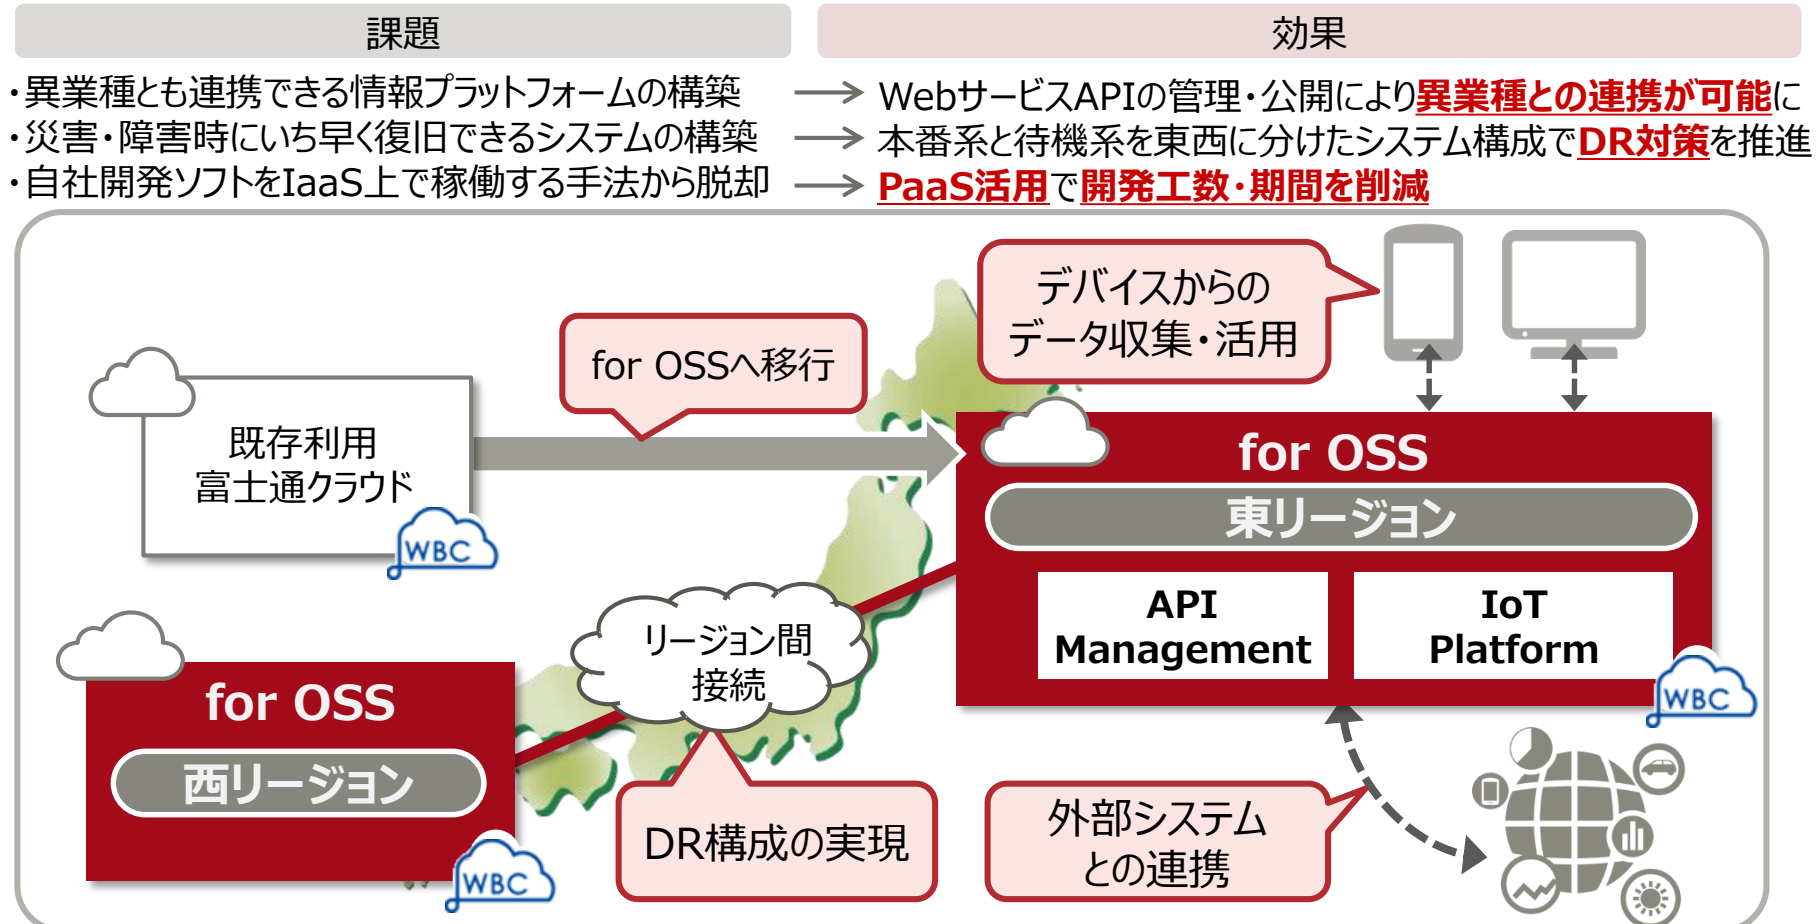 課題
効果
・異業種とも連携できる情報プラットフォームの構築
WebサービスAPIの管理・公開により異業種との連携が可能に
・災害・障害時にいち早く復旧できるシステムの構築
本番系と待機系を東西に分けたシステム構成でDR対策を推進
・自社開発ソフトをIaaS上で稼働する手法から脱却
PaaS活用で開発工数・期間を削減
デバイスからの
データ収集・活用
for OSSへ移行
既存利用
富士通クラウド
WBC
for OSS
東リージョン
API
Management
IoT
Platform
WBC
リージョン間
接続
for OSS
西リージョン
WBC
DR構成の実現
外部システム
との連携